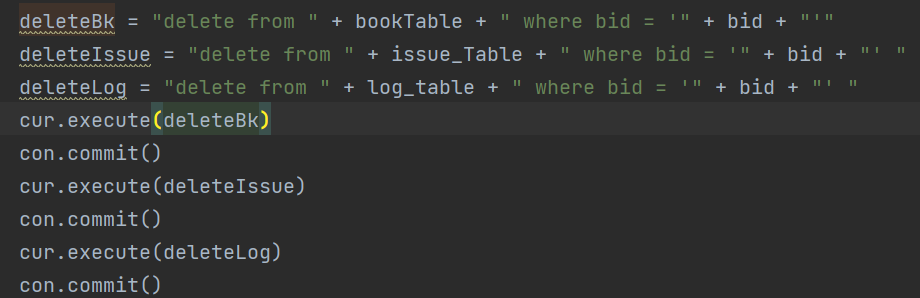 deleteBk = "delete from " + bookTable + " where bid = '" + bid + "'"
deleteIssue = "delete from " + issue_Table + " where bid = '" + bid + "' "
deleteLog = "delete from " + log_table + " where bid = '" + bid + "' "
cur.execute(deleteBk)
con.commit()
cur.execute(deleteIssue)
con.commit()
cur.execute(deleteLog)
con.commit()